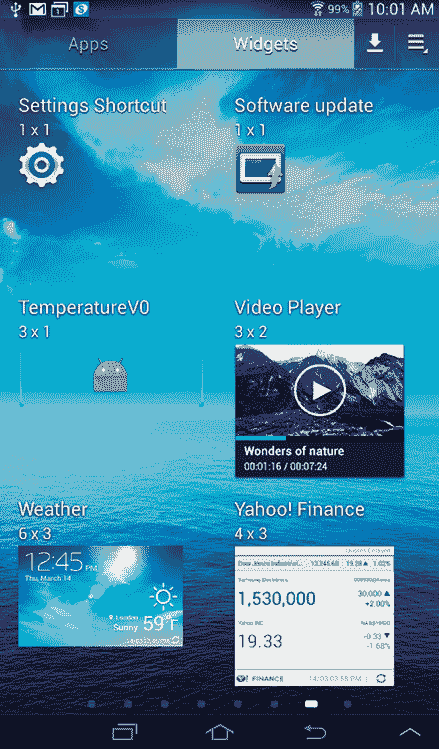 99% 10:01 AM
Apps
Widgets
Settings Shortcut
1 x 1
Software update
1 x 1
TemperatureV0
3 x 1
Video Player
3 x 2
Wonders of nature
00:01:16 / 00:07:24
Weather
6 x 3
12:45 PM
Thu, March 14
Sunny 59°F
Yahoo! Finance
4 x 3
1.02%
1,530,000
30,000 ▲
+2.00%
19.33
-0.33 ▼
-1.68%
FINANCE